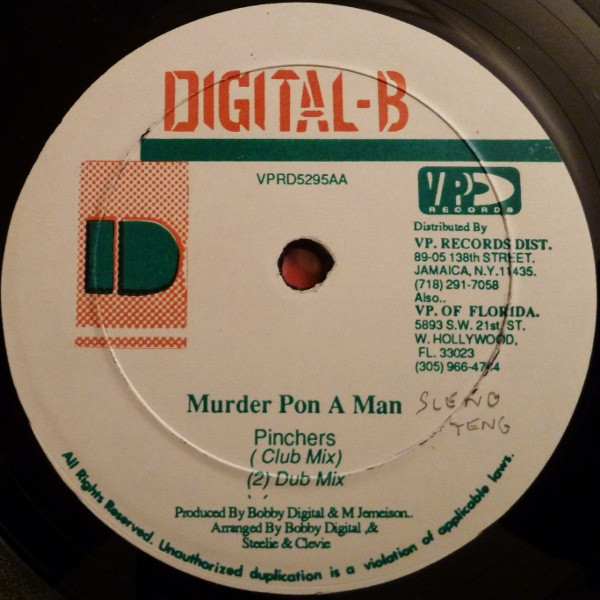 DIGITAL-B
VPRD5295AA
VP
RECORDS
Distributed By
VP. RECORDS DIST.
89-05 138th STREET.
JAMAICA, N.Y. 11435.
(718) 291-7058
Also..
VP. OF FLORIDA.
5893 S.W. 21st. ST.
W. HOLLYWOOD,
FL. 33023
(305) 966-4744
D
Murder Pon A Man
SLENG
TENG
Pinchers
( Club Mix)
(2) Dub Mix
Produced By Bobby Digital & M Jemeison..
Arranged By Bobby Digital ,&
Steelie & Clevie
All Rights Reserved. Unauthorized duplication is a violation of applicable laws.